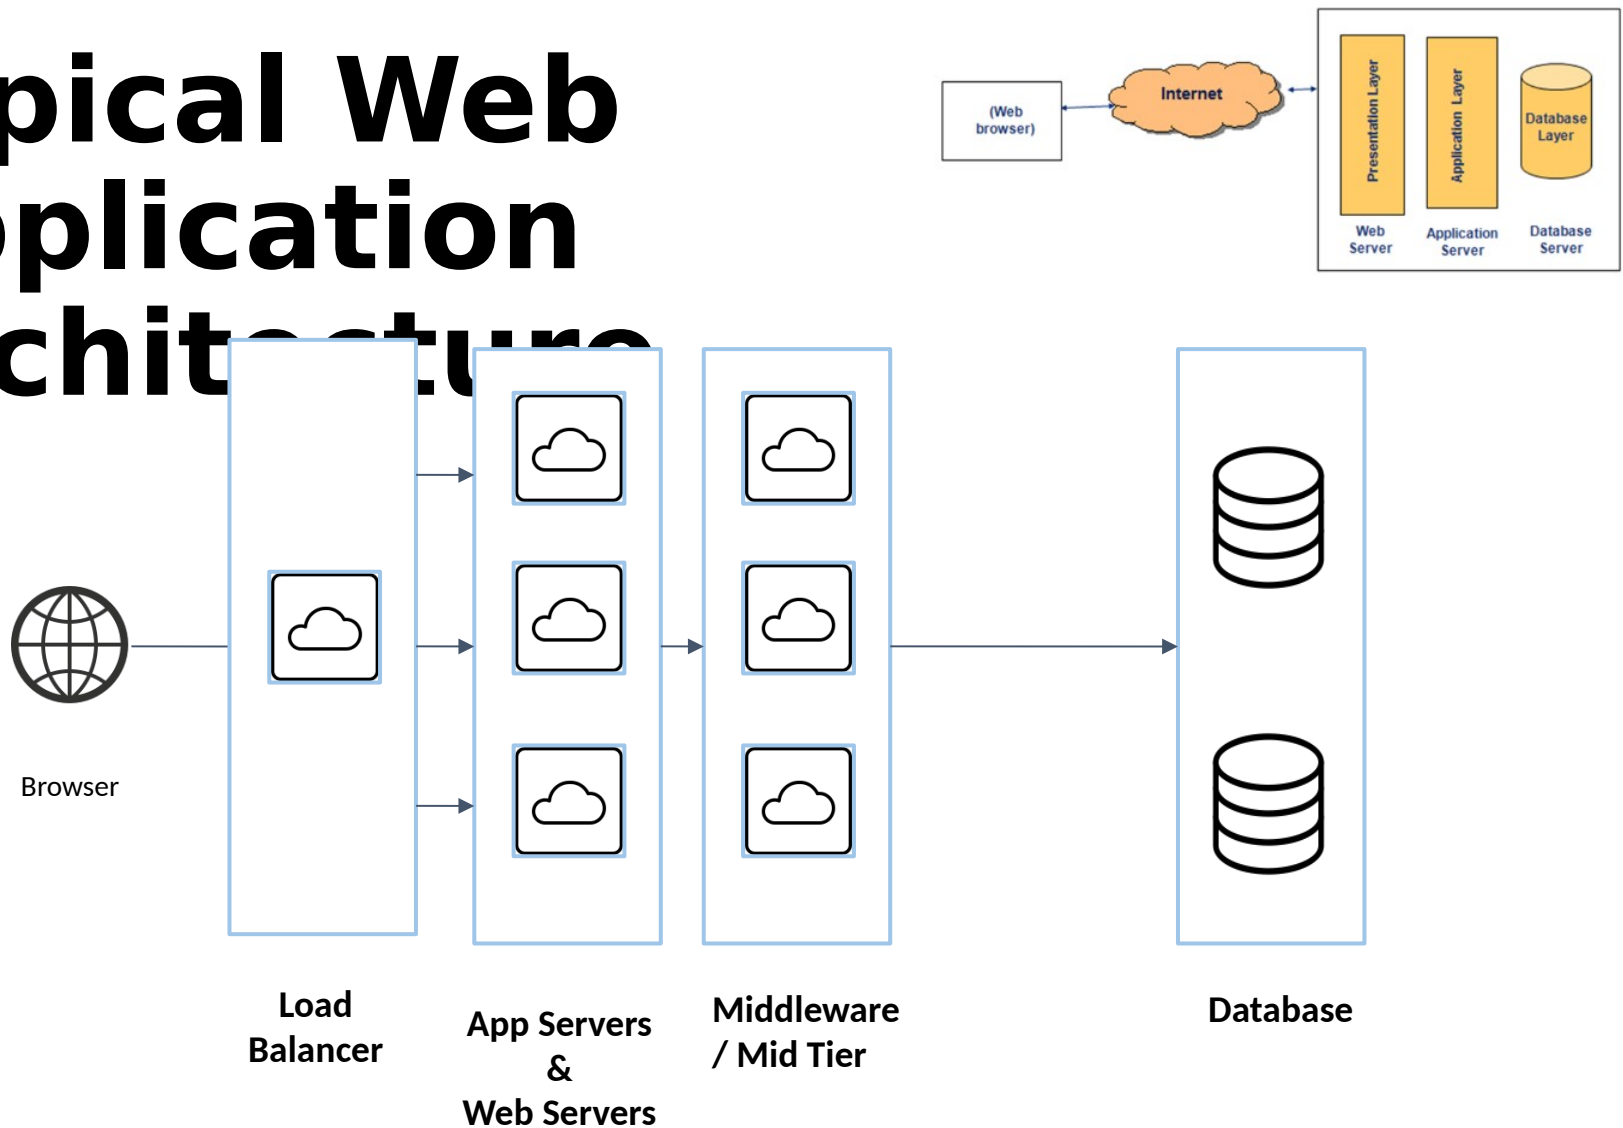 pical Web
plication
chitecture
(Web
browser)
Internet
Presentation Layer
Application Layer
Database
Layer
Web
Server
Application
Server
Database
Server
Browser
Load
Balancer
App Servers
&
Web Servers
Middleware
/ Mid Tier
Database